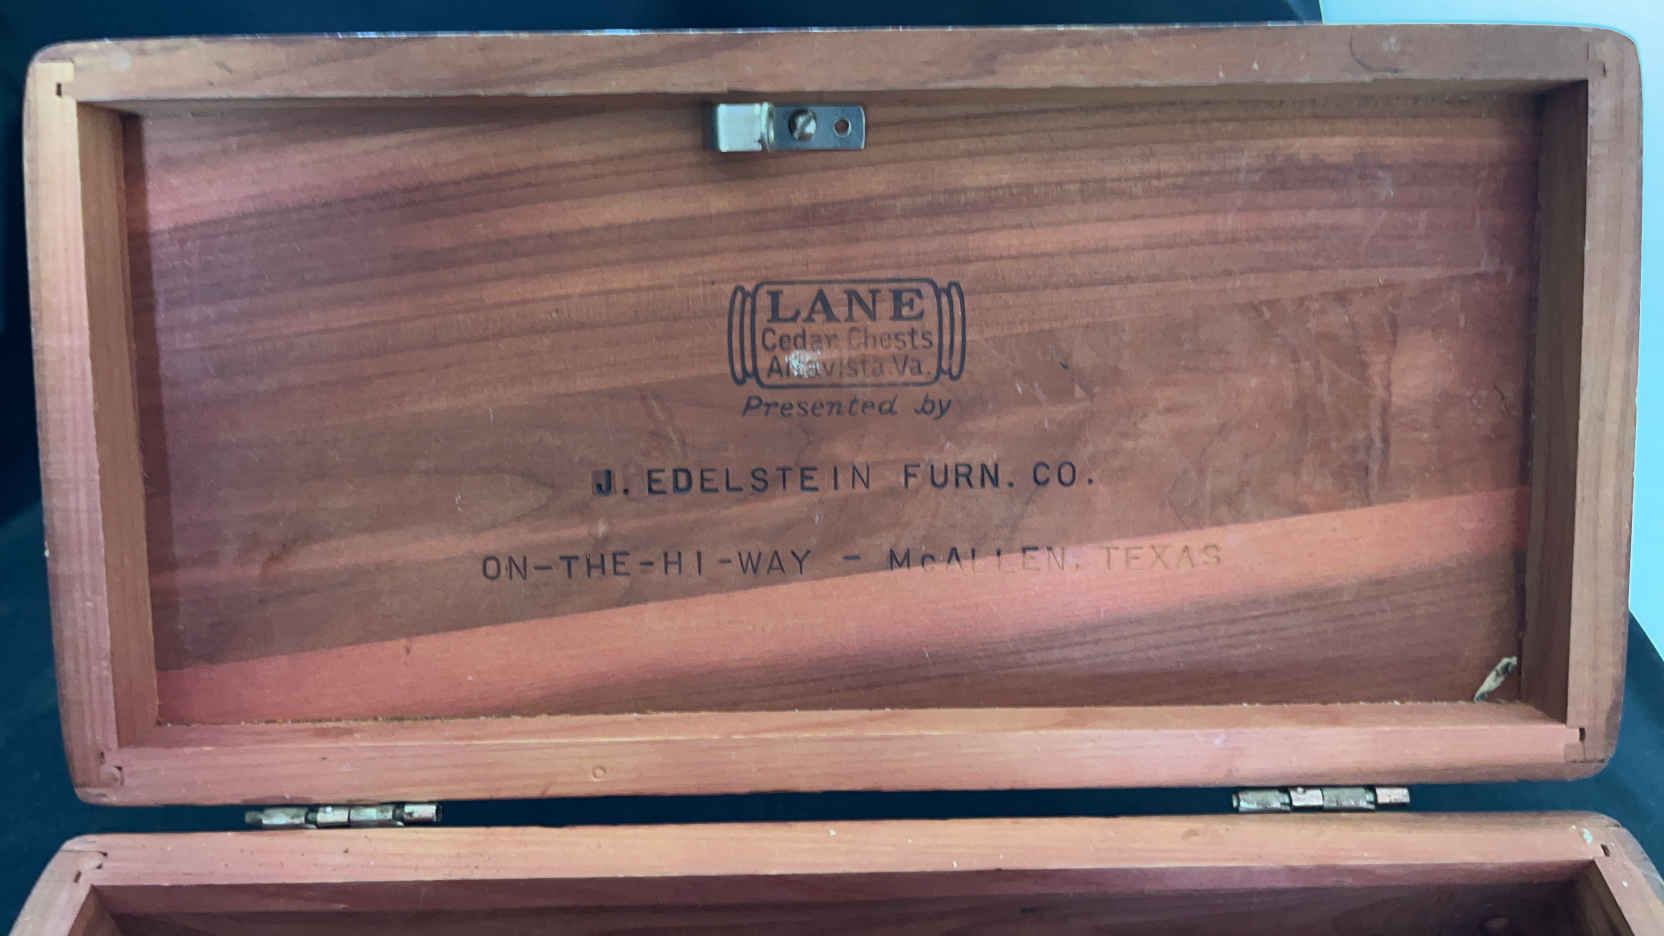 LANE
Cedar Chests
Altavista.Va.
Presented by
J. EDELSTEIN FURN. CO.
ON-THE-HI-WAY - McALLEN, TEXAS